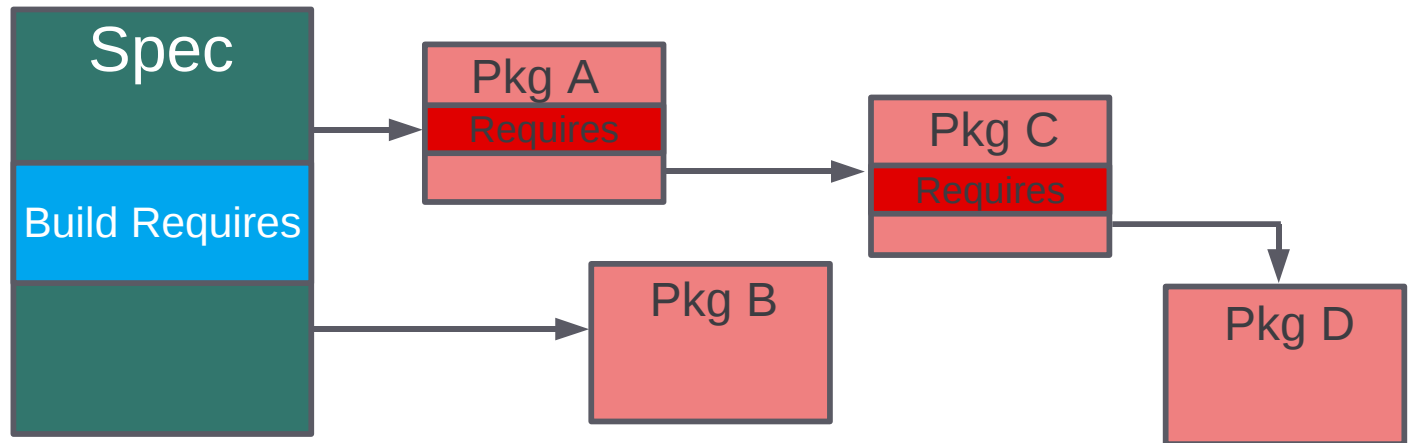 Spec
Build Requires
Pkg A
Requires
Pkg B
Pkg C
Requires
Pkg D